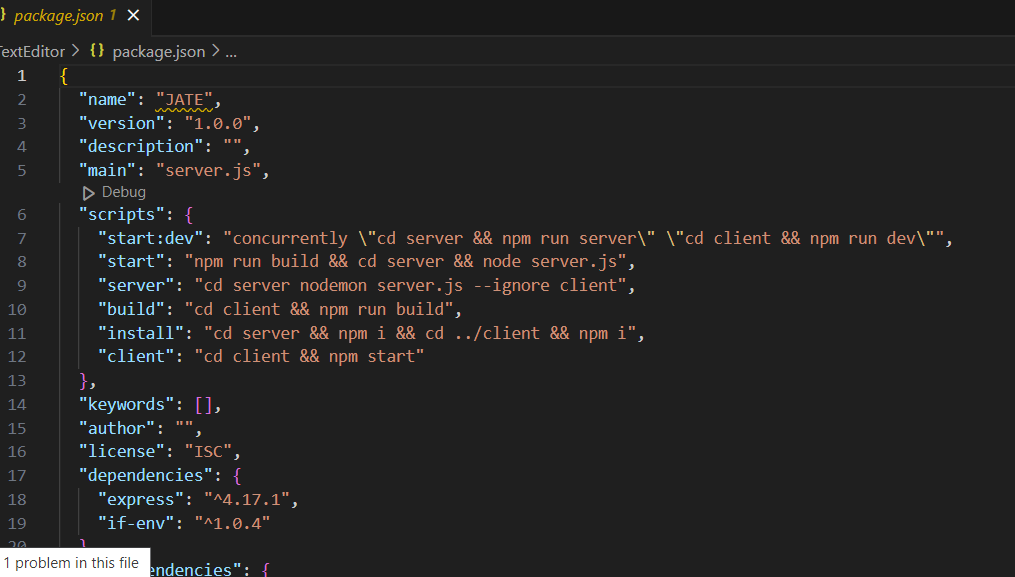 package.json 1
TextEditor > {} package.json > ...
1 {
2 "name": "JATE",
3 "version": "1.0.0",
4 "description": "",
5 "main": "server.js",
Debug
6 "scripts": {
7 "start:dev": "concurrently \"cd server && npm run server\" \"cd client && npm run dev\"",
8 "start": "npm run build && cd server && node server.js",
9 "server": "cd server nodemon server.js --ignore client",
10 "build": "cd client && npm run build",
11 "install": "cd server && npm i && cd ../client && npm i",
12 "client": "cd client && npm start"
13 },
14 "keywords": [],
15 "author": "",
16 "license": "ISC",
17 "dependencies": {
18 "express": "^4.17.1",
19 "if-env": "^1.0.4"
20 }
1 problem in this file
endencies": {